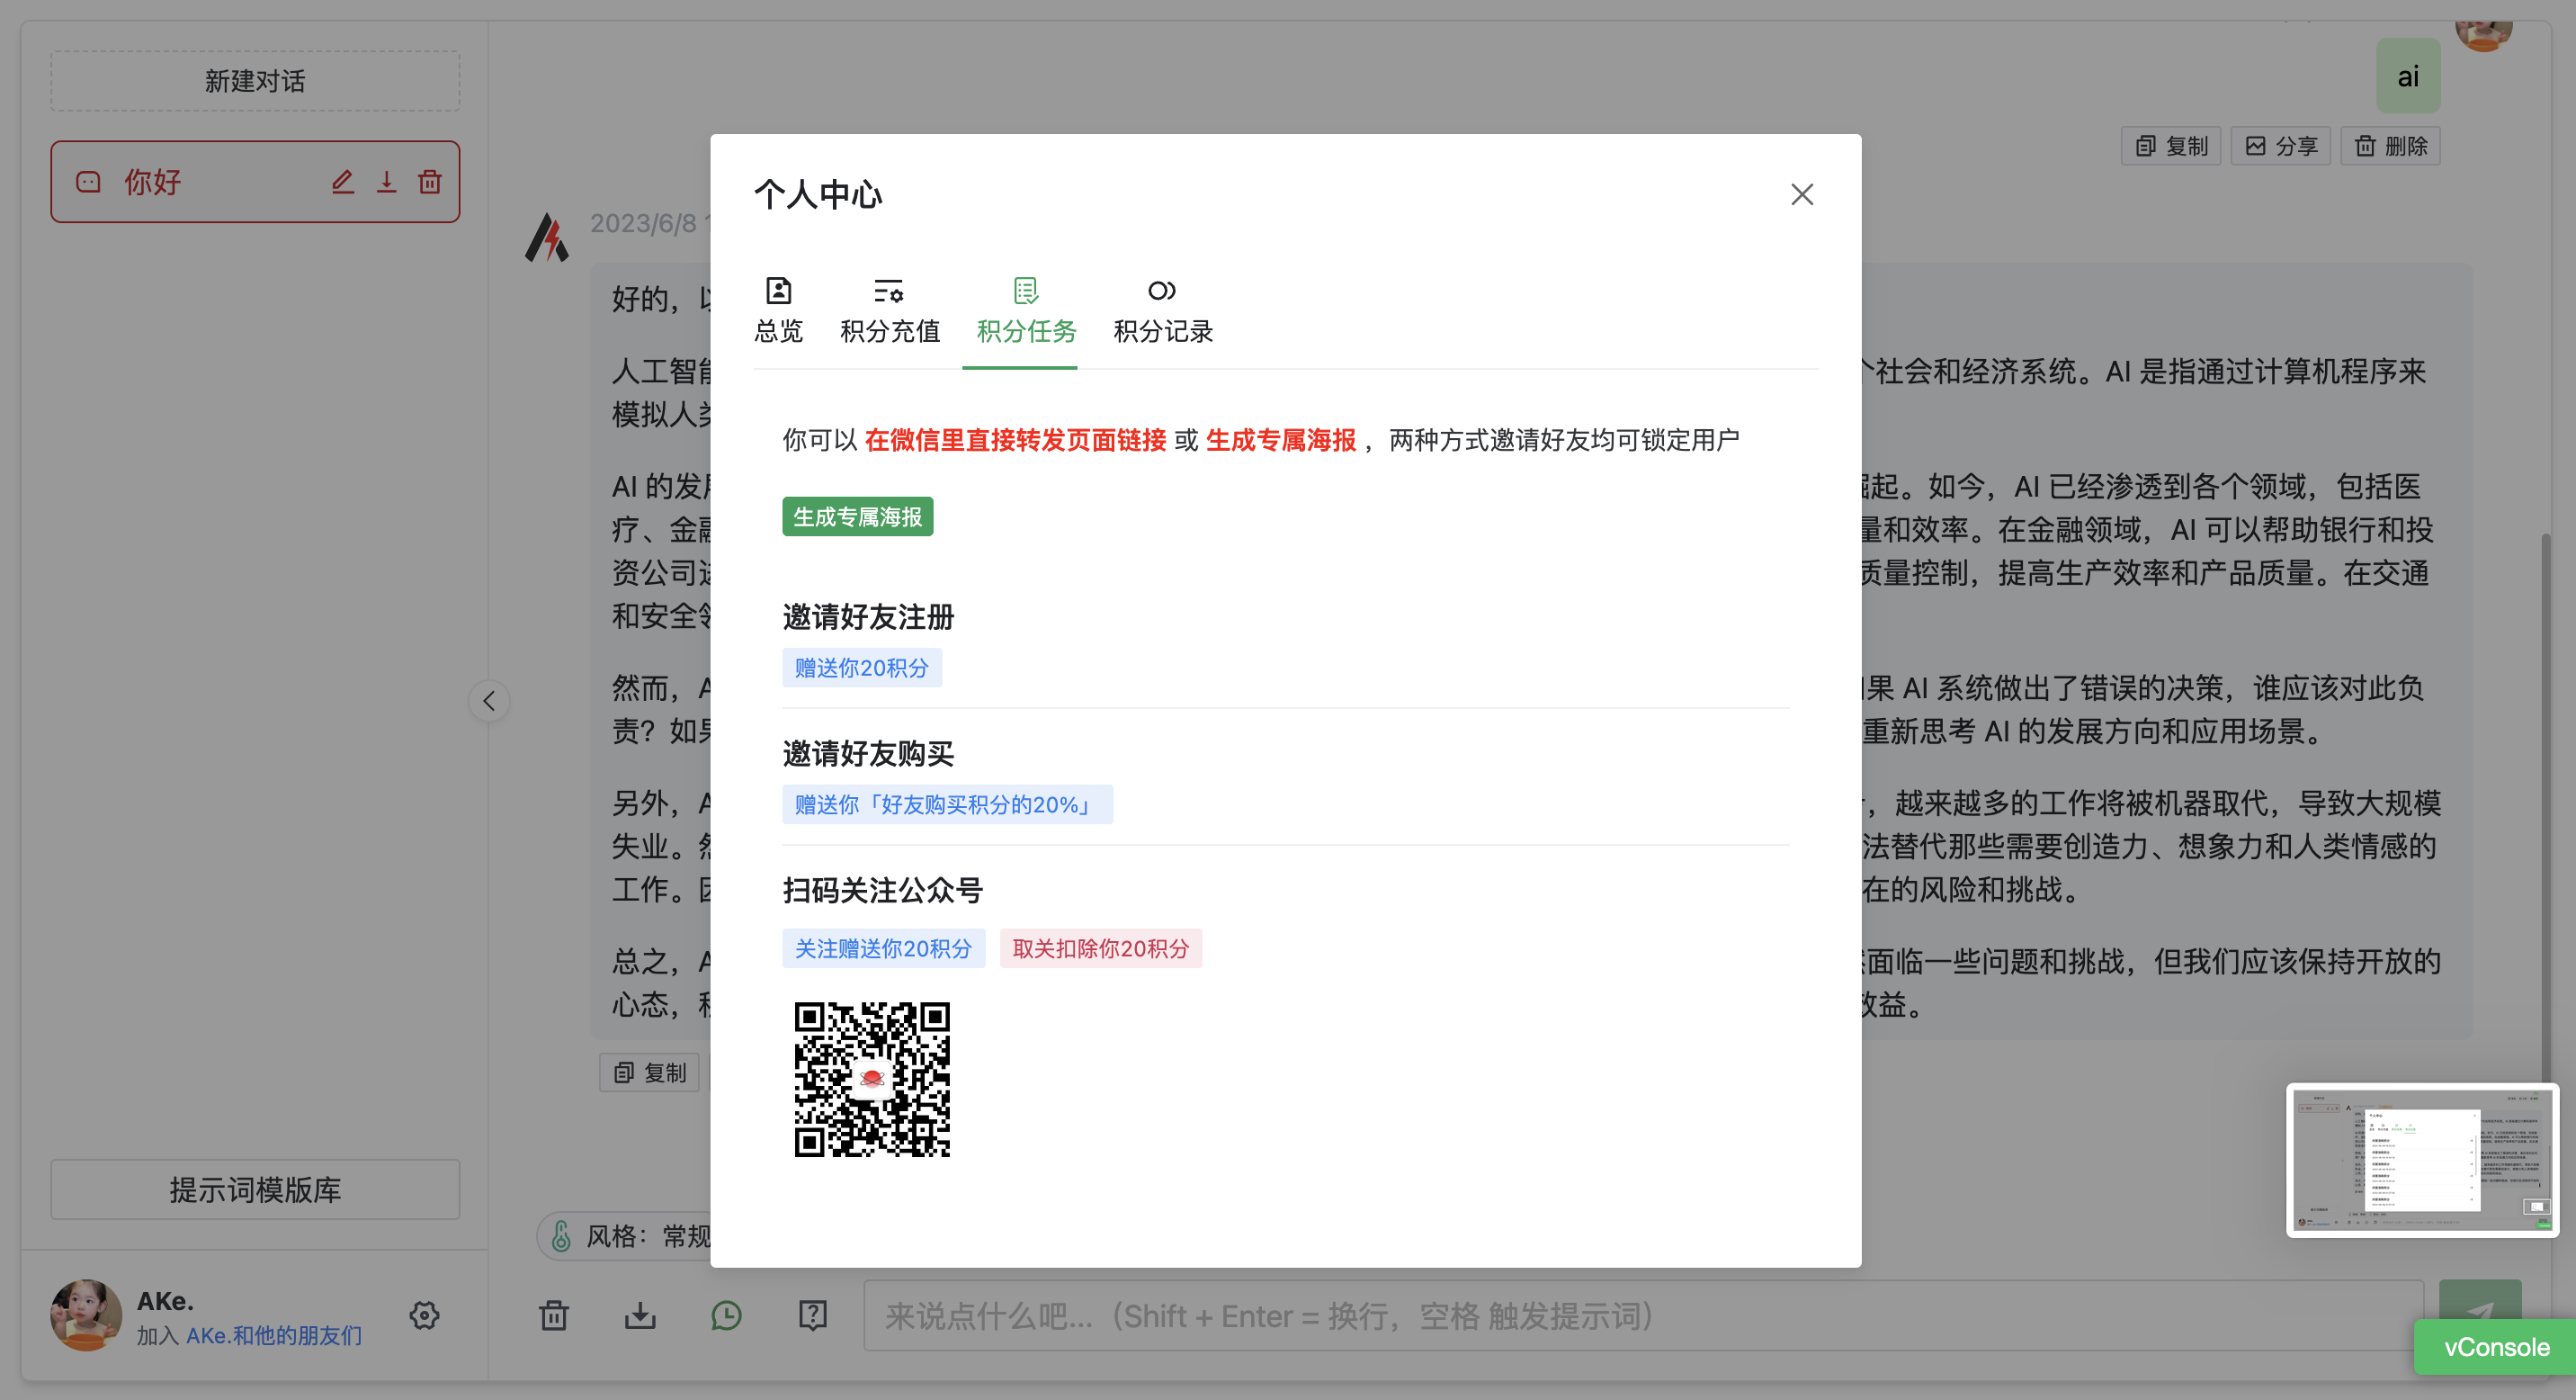 新建对话
你好
ai
复制
分享
删除
2023/6/8
好的，
人工智能
个社会和经济系统。AI 是指通过计算机程序来
模拟人类
AI 的发展
崛起。如今，AI 已经渗透到各个领域，包括医
疗、金融
量和效率。在金融领域，AI 可以帮助银行和投
资公司进
质量控制，提高生产效率和产品质量。在交通
和安全领
然而，A
如果 AI 系统做出了错误的决策，谁应该对此负
责？如果
重新思考 AI 的发展方向和应用场景。
另外，A
，越来越多的工作将被机器取代，导致大规模
失业。然
法替代那些需要创造力、想象力和人类情感的
工作。因
在的风险和挑战。
总之，A
面临一些问题和挑战，但我们应该保持开放的
心态，积
效益。
复制
个人中心
总览
积分充值
积分任务
积分记录
你可以 在微信里直接转发页面链接 或 生成专属海报 ，两种方式邀请好友均可锁定用户
生成专属海报
邀请好友注册
赠送你20积分
邀请好友购买
赠送你「好友购买积分的20%」
扫码关注公众号
关注赠送你20积分
取关扣除你20积分
提示词模版库
风格：常规
AKe.
加入 AKe.和他的朋友们
来说点什么吧...（Shift + Enter = 换行，空格 触发提示词）
vConsole